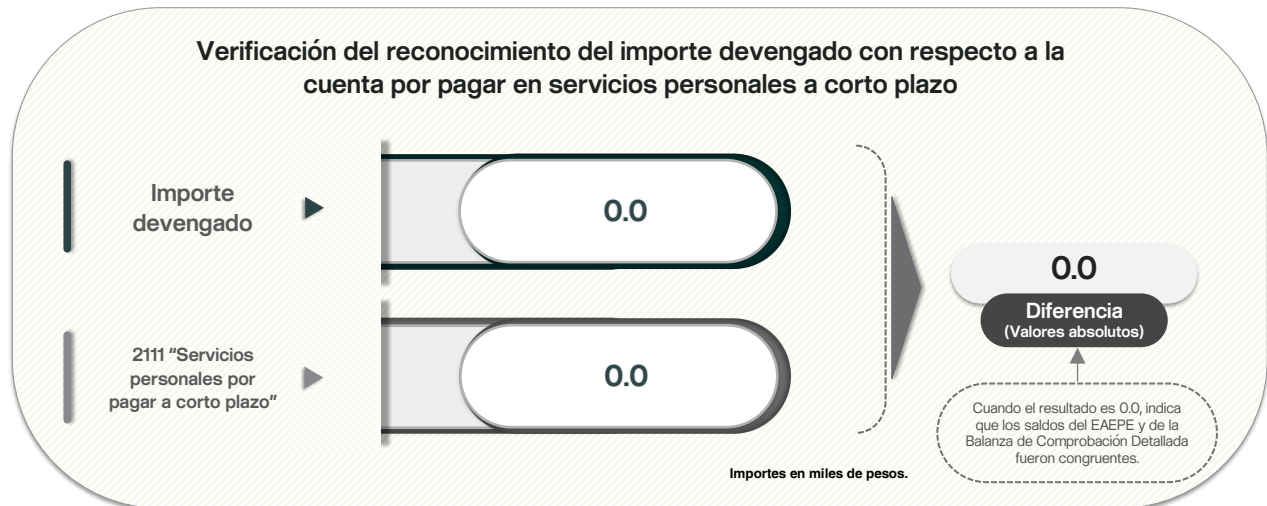 Verificación del reconocimiento del importe devengado con respecto a la
cuenta por pagar en servicios personales a corto plazo
Importe
devengado
0.0
2111 “Servicios
personales por
pagar a corto plazo”
0.0
0.0
Diferencia
(Valores absolutos)
Cuando el resultado es 0.0, indica
que los saldos del EAEPE y de la
Balanza de Comprobación Detallada
fueron congruentes.
Importes en miles de pesos.